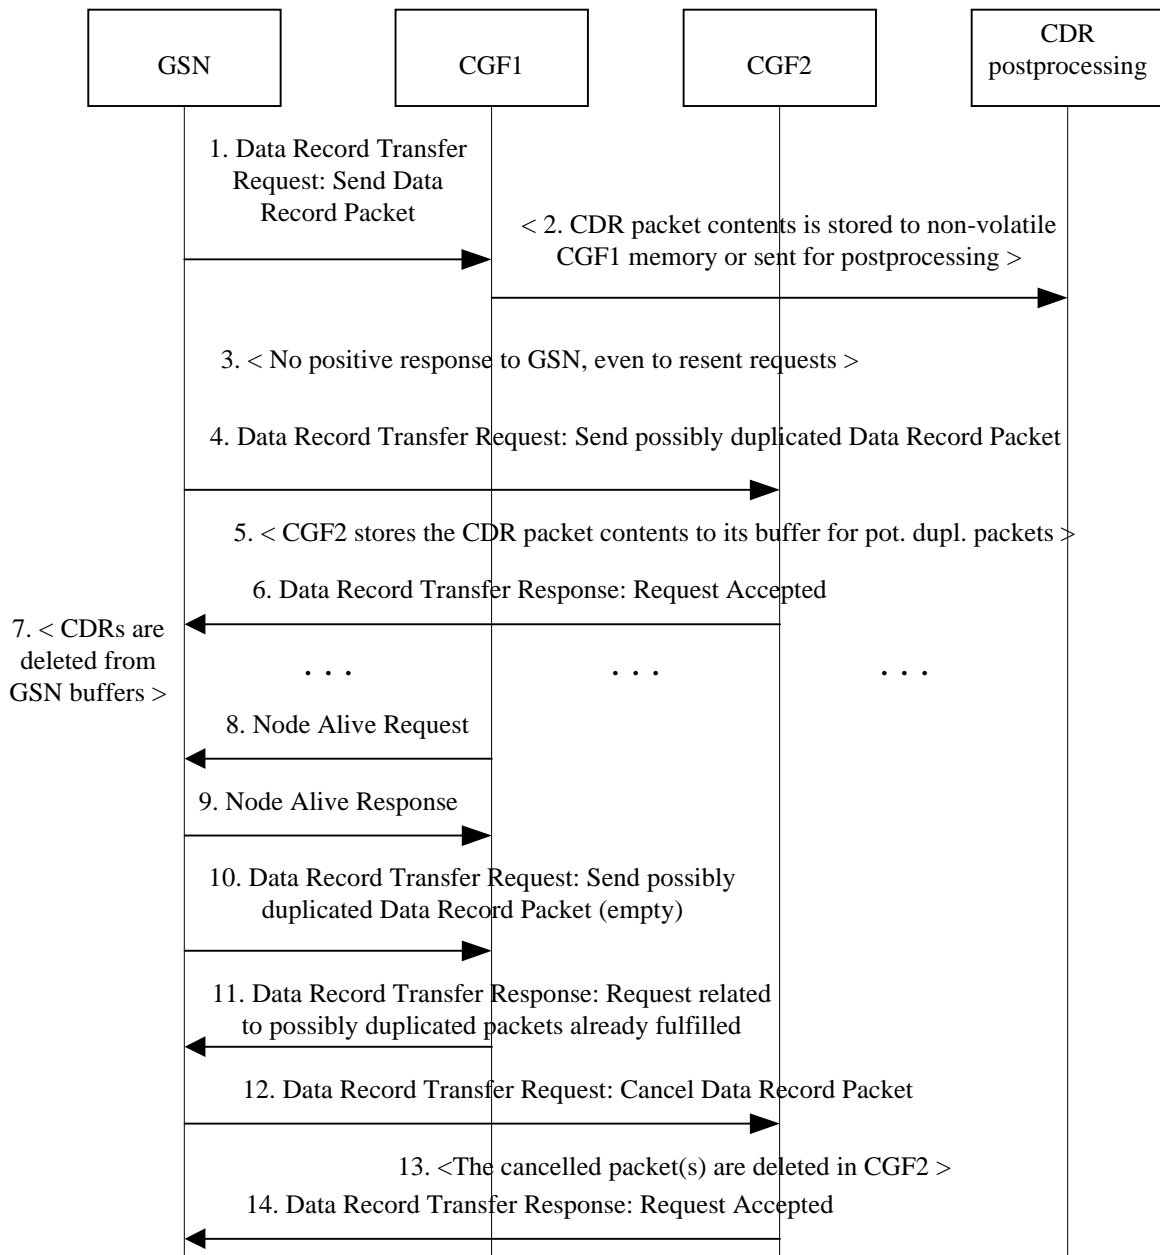 GSN
CGF1
CGF2
CDR
postprocessing
1. Data Record Transfer
Request: Send Data
Record Packet
< 2. CDR packet contents is stored to non-volatile
CGF1 memory or sent for postprocessing >
3. < No positive response to GSN, even to resent requests >
4. Data Record Transfer Request: Send possibly duplicated Data Record Packet
5. < CGF2 stores the CDR packet contents to its buffer for pot. dupl. packets >
6. Data Record Transfer Response: Request Accepted
7. < CDRs are
deleted from
GSN buffers >
. . .
. . .
. . .
8. Node Alive Request
9. Node Alive Response
10. Data Record Transfer Request: Send possibly
duplicated Data Record Packet (empty)
11. Data Record Transfer Response: Request related
to possibly duplicated packets already fulfilled
12. Data Record Transfer Request: Cancel Data Record Packet
13. <The cancelled packet(s) are deleted in CGF2 >
14. Data Record Transfer Response: Request Accepted